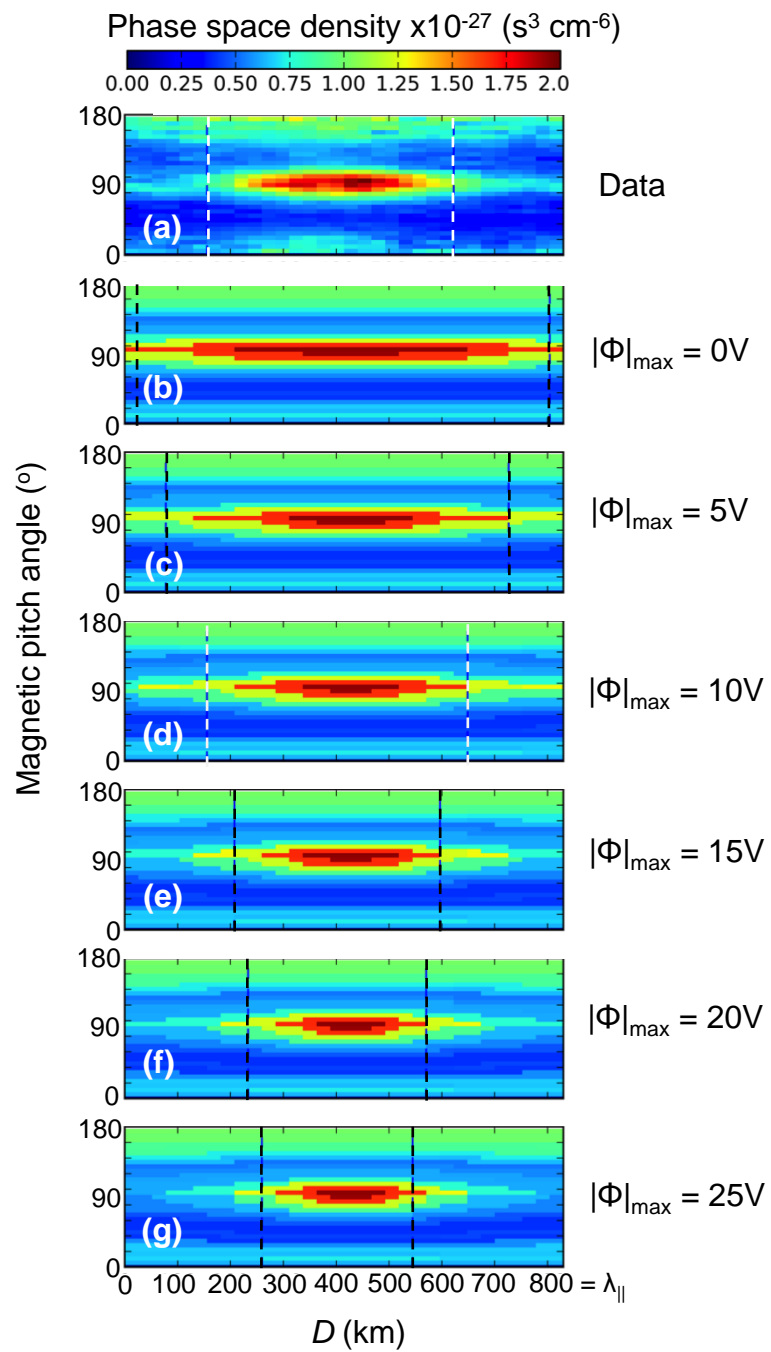 Phase space density x10-27 (s3 cm-6)
0.00 0.25 0.50 0.75 1.00 1.25 1.50 1.75 2.0
180
90
0
(a)
Data
180
90
0
(b)
|Φ|max = 0V
180
90
0
(c)
|Φ|max = 5V
180
90
0
(d)
|Φ|max = 10V
180
90
0
(e)
|Φ|max = 15V
180
90
0
(f)
|Φ|max = 20V
180
90
0
(g)
|Φ|max = 25V
Magnetic pitch angle (o)
0 100 200 300 400 500 600 700 800 = λ||
D (km)